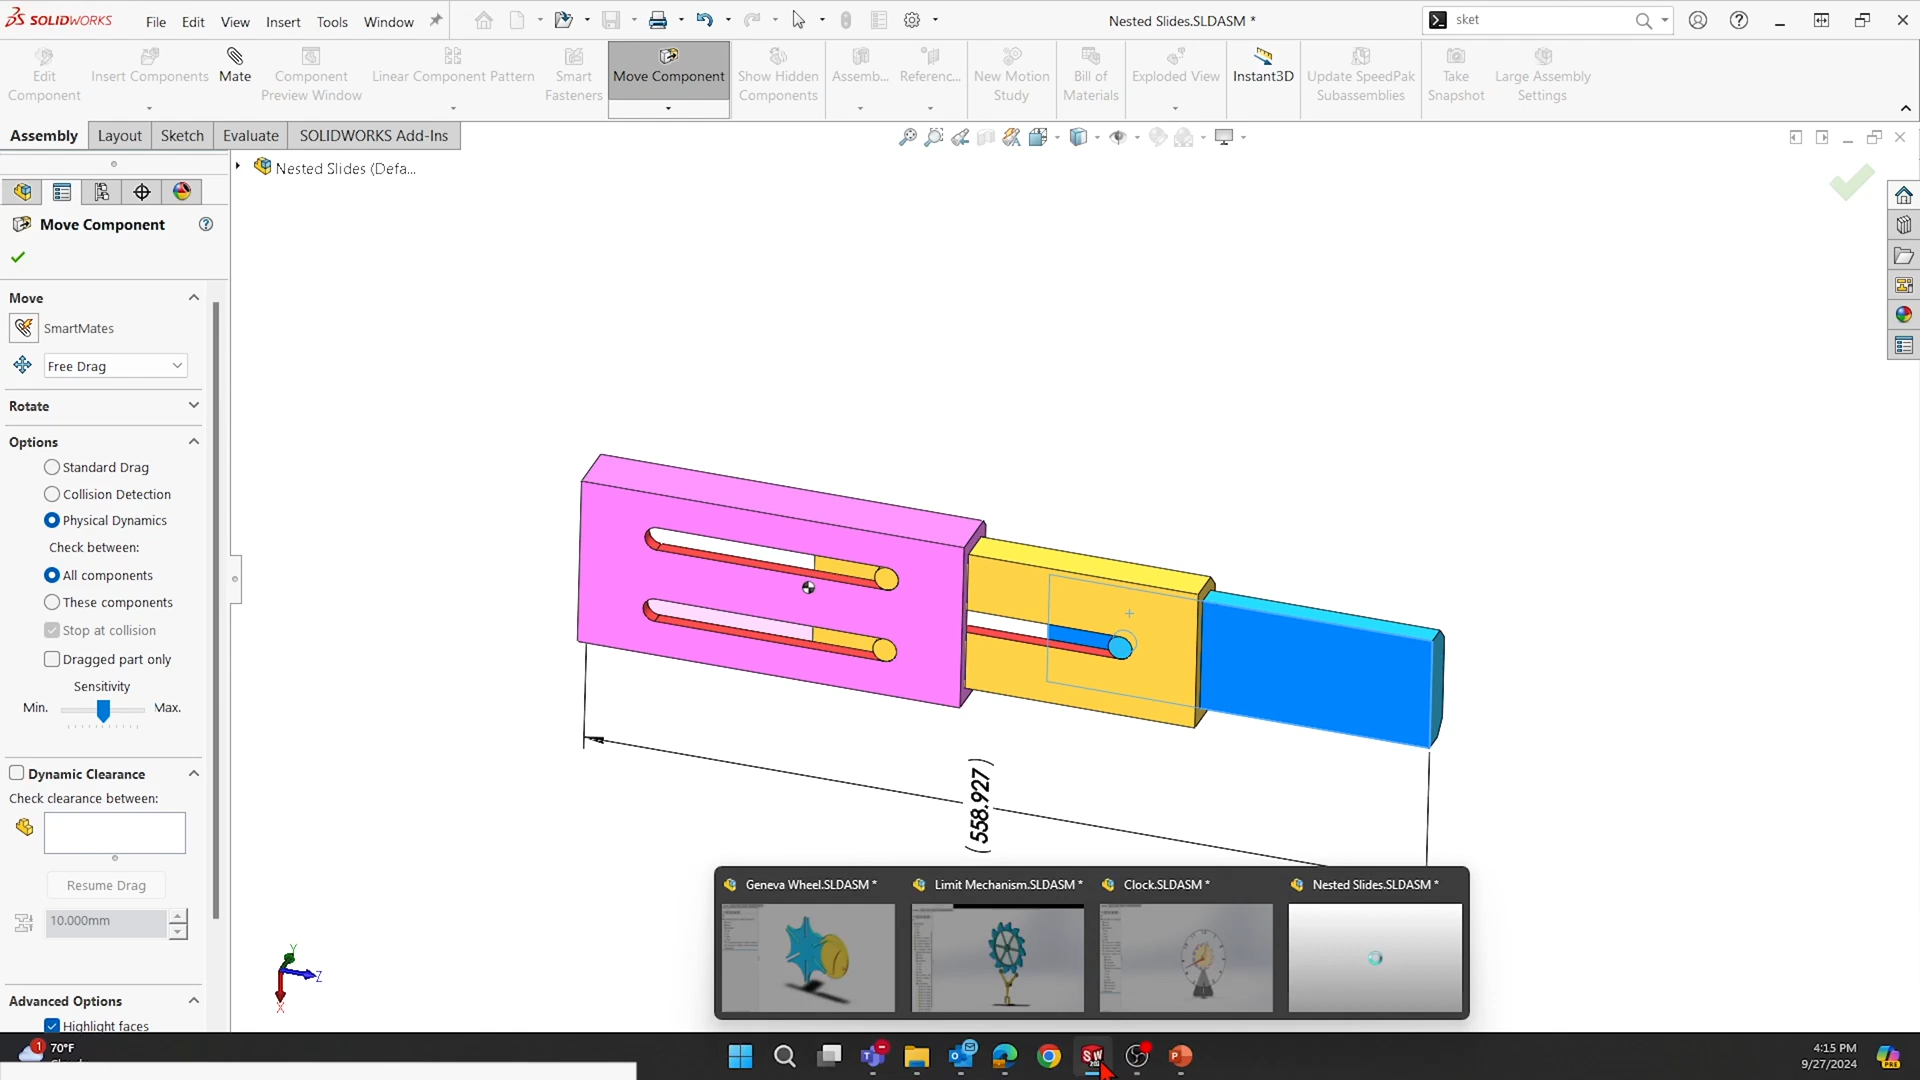 SOLIDWORKS File Edit View Insert Tools Window Nested Slides.SLDASM * sket
Edit Component
Insert Components
Mate
Component Preview Window
Linear Component Pattern
Smart Fasteners
Move Component
Show Hidden Components
Assemb...
Referenc...
New Motion Study
Bill of Materials
Exploded View
Instant3D
Update SpeedPak Subassemblies
Take Snapshot
Large Assembly Settings
Assembly Layout Sketch Evaluate SOLIDWORKS Add-Ins
Nested Slides (Defa...
Move Component
Move
SmartMates
Free Drag
Rotate
Options
Standard Drag
Collision Detection
Physical Dynamics
Check between:
All components
These components
Stop at collision
Dragged part only
Sensitivity
Min. Max.
Dynamic Clearance
Check clearance between:
Resume Drag
10.000mm
Advanced Options
Highlight faces
(558.927)
Y
Z
X
Geneva Wheel.SLDASM * Limit Mechanism.SLDASM * Clock.SLDASM * Nested Slides.SLDASM *
1
70°F
SW
4:15 PM
9/27/2024
PRE